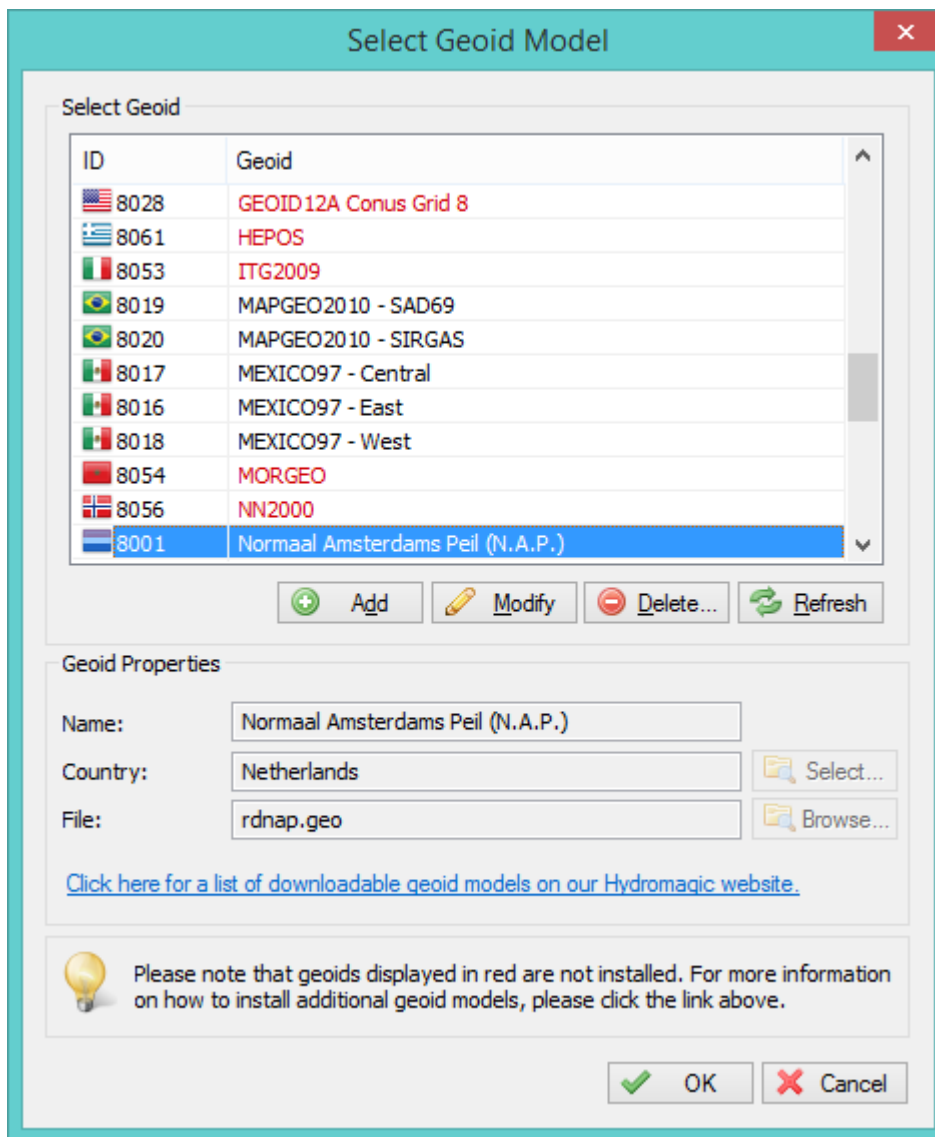 Select Geoid Model
Select Geoid
ID Geoid
8028 GEOID12A Conus Grid 8
8061 HEPOS
8053 ITG2009
8019 MAPGEO2010 - SAD69
8020 MAPGEO2010 - SIRGAS
8017 MEXICO97 - Central
8016 MEXICO97 - East
8018 MEXICO97 - West
8054 MORGEO
8056 NN2000
8001 Normaal Amsterdams Peil (N.A.P.)
Add Modify Delete... Refresh
Geoid Properties
Name: Normaal Amsterdams Peil (N.A.P.)
Country: Netherlands Select...
File: rdnap.geo Browse...
Click here for a list of downloadable geoid models on our Hydromagic website.
Please note that geoids displayed in red are not installed. For more information
on how to install additional geoid models, please click the link above.
OK Cancel